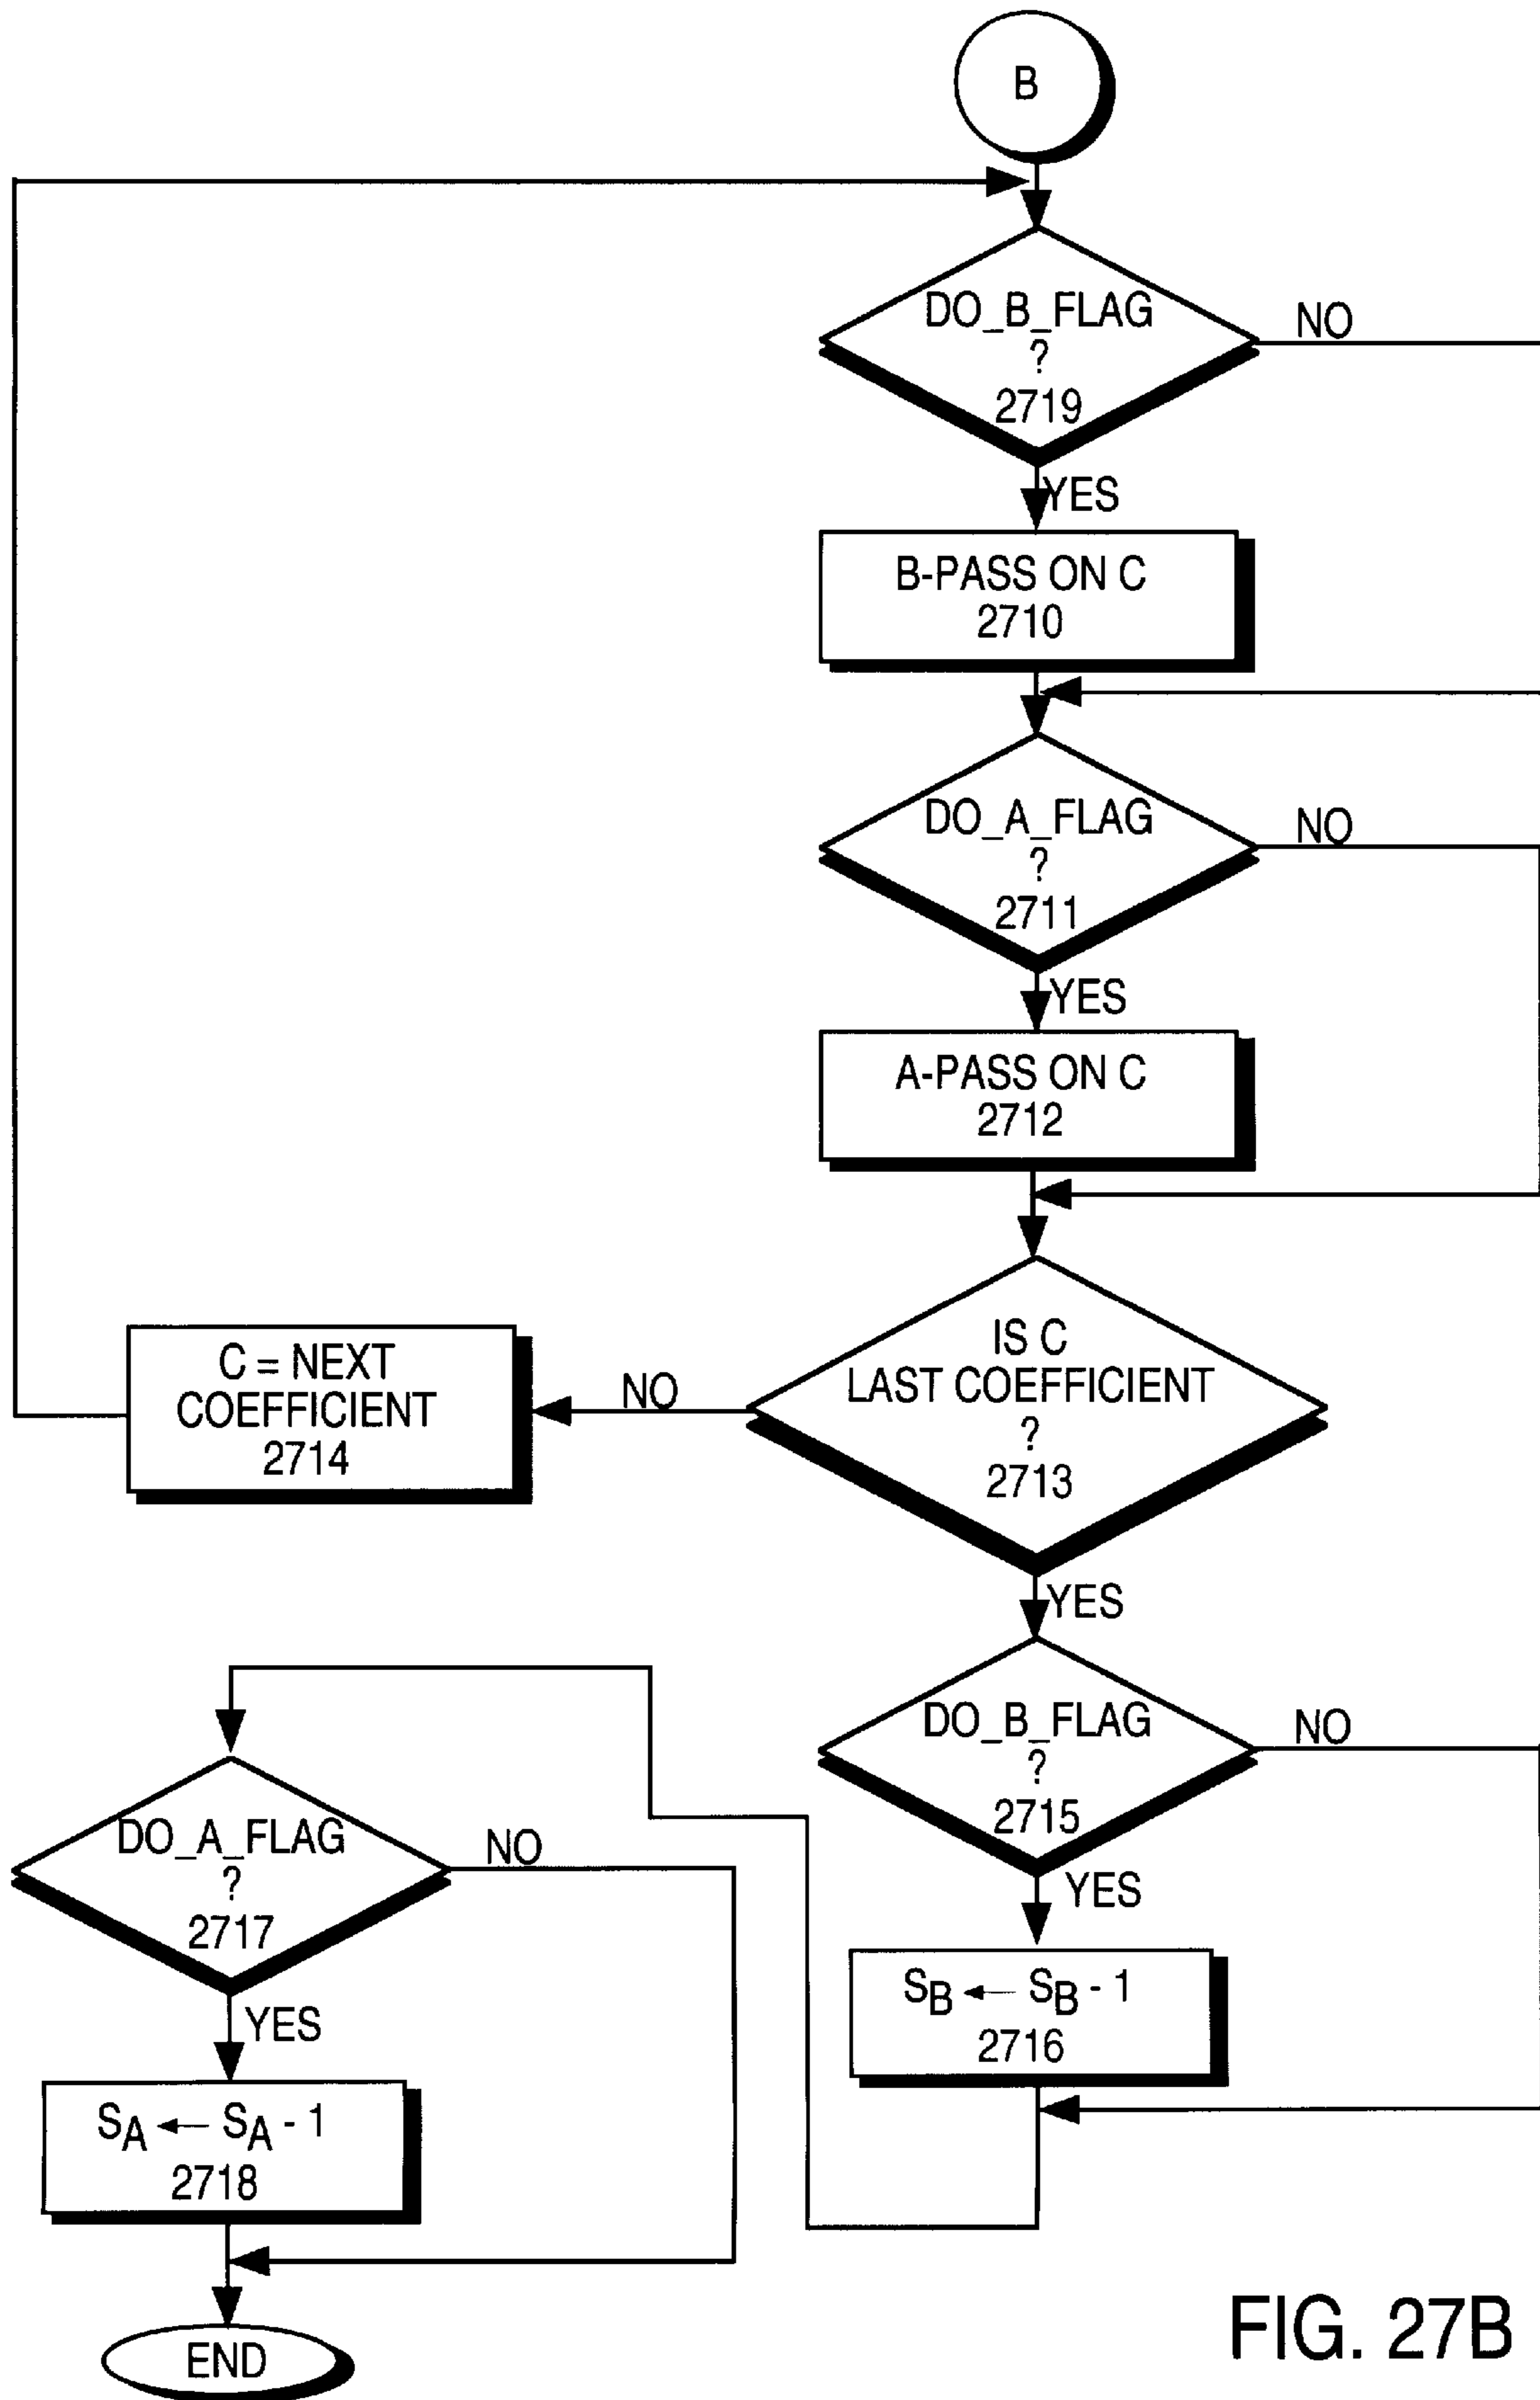 B
DO_B_FLAG
?
2719
NO
YES
B-PASS ON C
2710
DO_A_FLAG
?
2711
NO
YES
A-PASS ON C
2712
IS C
LAST COEFFICIENT
?
2713
NO
C = NEXT
COEFFICIENT
2714
YES
DO_B_FLAG
?
2715
NO
YES
SB ← SB - 1
2716
DO_A_FLAG
?
2717
NO
YES
SA ← SA - 1
2718
END
FIG. 27B